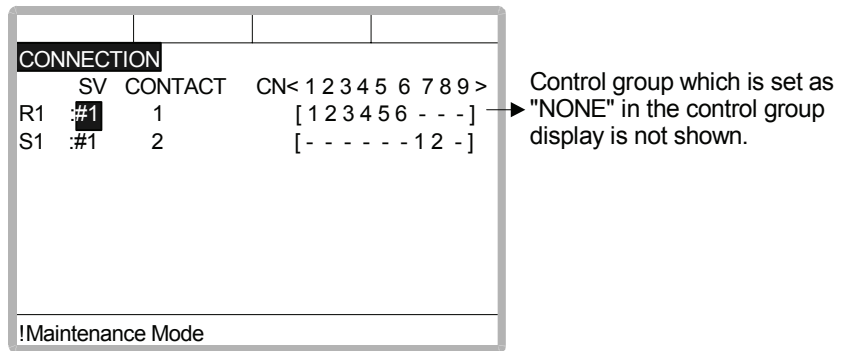 CONNECTION
SV CONTACT CN< 1 2 3 4 5 6 7 8 9 >
R1 :#1 1 [ 1 2 3 4 5 6 - - - ]
S1 :#1 2 [ - - - - - - 1 2 - ]
!Maintenance Mode
Control group which is set as
"NONE" in the control group
display is not shown.